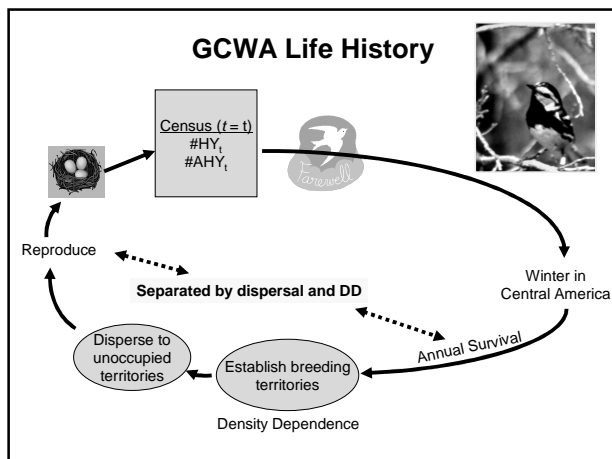 GCWA Life History
Census (t = t)
#HYt
#AHYt
Farewell
Reproduce
Separated by dispersal and DD
Winter in
Central America
Annual Survival
Disperse to
unoccupied
territories
Establish breeding
territories
Density Dependence